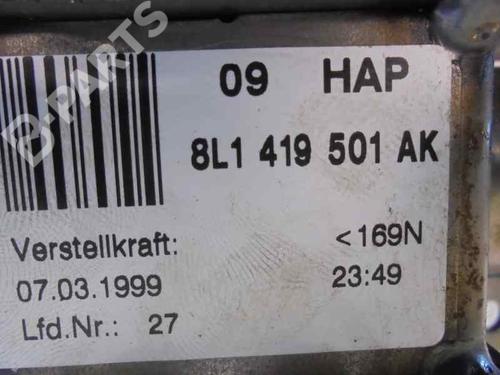 B-PARTS
09 HAP
8L1 419 501 AK
Verstellkraft: <169N
07.03.1999 23:49
Lfd.Nr.: 27